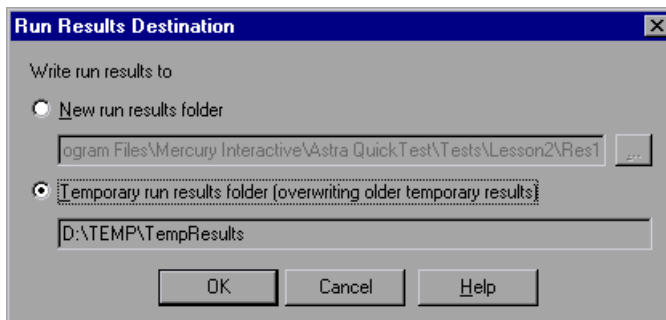 Run Results Destination
Write run results to
New run results folder
ogram Files\Mercury Interactive\Astra QuickTest\Tests\Lesson2\Res1
...
Temporary run results folder (overwriting older temporary results)
D:\TEMP\TempResults
OK Cancel Help